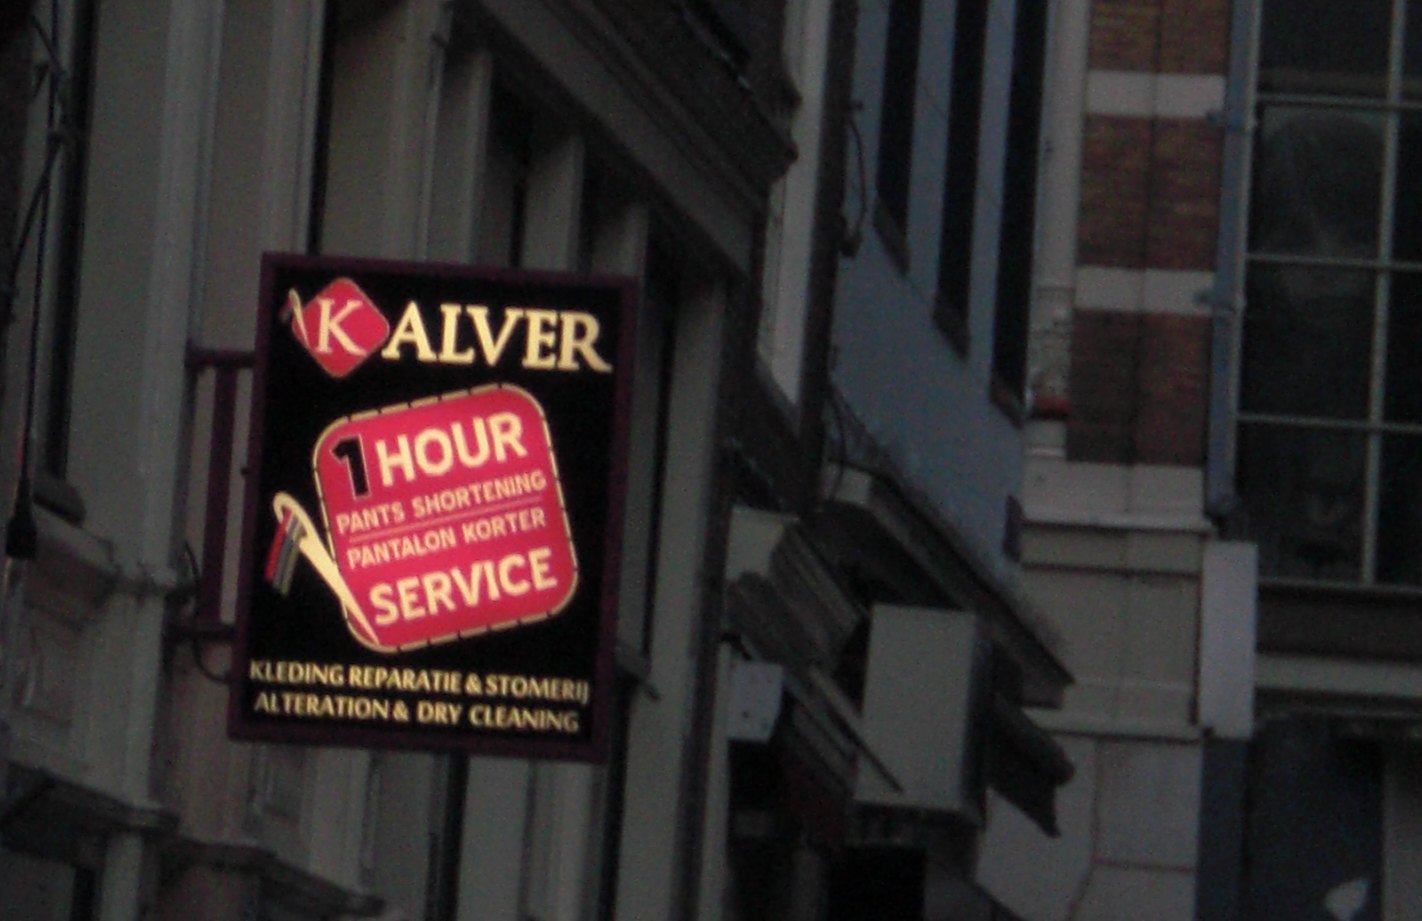 KALVER
1 HOUR
PANTS SHORTENING
PANTALON KORTER
SERVICE
KLEDING REPARATIE & STOMERIJ
ALTERATION & DRY CLEANING